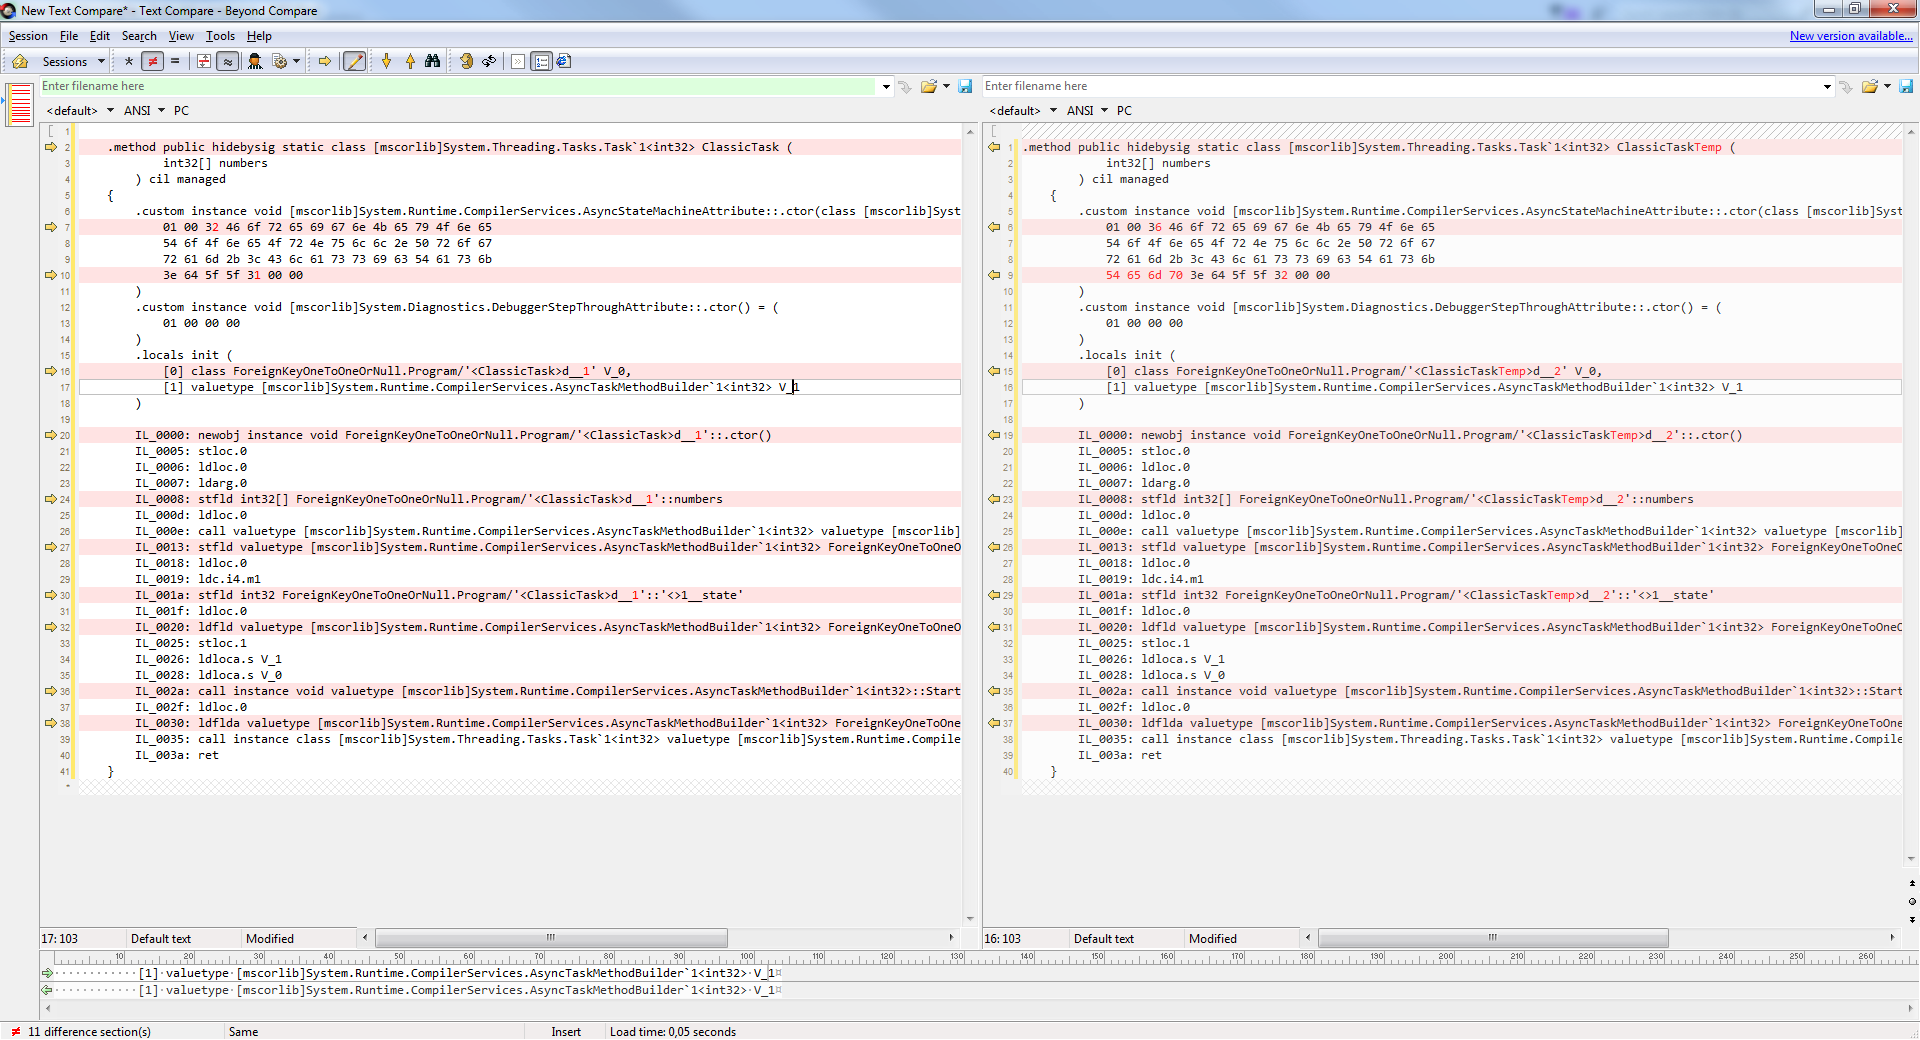 New Text Compare* - Text Compare - Beyond Compare
Session File Edit Search View Tools Help
New version available...
Sessions
Enter filename here
<default> ANSI PC
1
2 .method public hidebysig static class [mscorlib]System.Threading.Tasks.Task`1<int32> ClassicTask (
3 int32[] numbers
4 ) cil managed
5 {
6 .custom instance void [mscorlib]System.Runtime.CompilerServices.AsyncStateMachineAttribute::.ctor(class [mscorlib]Syst
7 01 00 32 46 6f 72 65 69 67 6e 4b 65 79 4f 6e 65
8 54 6f 4f 6e 65 4f 72 4e 75 6c 6c 2e 50 72 6f 67
9 72 61 6d 2b 3c 43 6c 61 73 73 69 63 54 61 73 6b
10 3e 64 5f 5f 31 00 00
11 )
12 .custom instance void [mscorlib]System.Diagnostics.DebuggerStepThroughAttribute::.ctor() = (
13 01 00 00 00
14 )
15 .locals init (
16 [0] class ForeignKeyOneToOneOrNull.Program/'<ClassicTask>d__1' V_0,
17 [1] valuetype [mscorlib]System.Runtime.CompilerServices.AsyncTaskMethodBuilder`1<int32> V_1
18 )
19
20 IL_0000: newobj instance void ForeignKeyOneToOneOrNull.Program/'<ClassicTask>d__1'::.ctor()
21 IL_0005: stloc.0
22 IL_0006: ldloc.0
23 IL_0007: ldarg.0
24 IL_0008: stfld int32[] ForeignKeyOneToOneOrNull.Program/'<ClassicTask>d__1'::numbers
25 IL_000d: ldloc.0
26 IL_000e: call valuetype [mscorlib]System.Runtime.CompilerServices.AsyncTaskMethodBuilder`1<int32> valuetype [mscorlib]
27 IL_0013: stfld valuetype [mscorlib]System.Runtime.CompilerServices.AsyncTaskMethodBuilder`1<int32> ForeignKeyOneToOneO
28 IL_0018: ldloc.0
29 IL_0019: ldc.i4.m1
30 IL_001a: stfld int32 ForeignKeyOneToOneOrNull.Program/'<ClassicTask>d__1'::'<>1__state'
31 IL_001f: ldloc.0
32 IL_0020: ldfld valuetype [mscorlib]System.Runtime.CompilerServices.AsyncTaskMethodBuilder`1<int32> ForeignKeyOneToOneO
33 IL_0025: stloc.1
34 IL_0026: ldloca.s V_1
35 IL_0028: ldloca.s V_0
36 IL_002a: call instance void valuetype [mscorlib]System.Runtime.CompilerServices.AsyncTaskMethodBuilder`1<int32>::Start
37 IL_002f: ldloc.0
38 IL_0030: ldflda valuetype [mscorlib]System.Runtime.CompilerServices.AsyncTaskMethodBuilder`1<int32> ForeignKeyOneToOne
39 IL_0035: call instance class [mscorlib]System.Threading.Tasks.Task`1<int32> valuetype [mscorlib]System.Runtime.Compile
40 IL_003a: ret
41 }
17: 103 Default text Modified
Enter filename here
<default> ANSI PC
1 .method public hidebysig static class [mscorlib]System.Threading.Tasks.Task`1<int32> ClassicTaskTemp (
2 int32[] numbers
3 ) cil managed
4 {
5 .custom instance void [mscorlib]System.Runtime.CompilerServices.AsyncStateMachineAttribute::.ctor(class [mscorlib]Syst
6 01 00 36 46 6f 72 65 69 67 6e 4b 65 79 4f 6e 65
7 54 6f 4f 6e 65 4f 72 4e 75 6c 6c 2e 50 72 6f 67
8 72 61 6d 2b 3c 43 6c 61 73 73 69 63 54 61 73 6b
9 54 65 6d 70 3e 64 5f 5f 32 00 00
10 )
11 .custom instance void [mscorlib]System.Diagnostics.DebuggerStepThroughAttribute::.ctor() = (
12 01 00 00 00
13 )
14 .locals init (
15 [0] class ForeignKeyOneToOneOrNull.Program/'<ClassicTaskTemp>d__2' V_0,
16 [1] valuetype [mscorlib]System.Runtime.CompilerServices.AsyncTaskMethodBuilder`1<int32> V_1
17 )
18
19 IL_0000: newobj instance void ForeignKeyOneToOneOrNull.Program/'<ClassicTaskTemp>d__2'::.ctor()
20 IL_0005: stloc.0
21 IL_0006: ldloc.0
22 IL_0007: ldarg.0
23 IL_0008: stfld int32[] ForeignKeyOneToOneOrNull.Program/'<ClassicTaskTemp>d__2'::numbers
24 IL_000d: ldloc.0
25 IL_000e: call valuetype [mscorlib]System.Runtime.CompilerServices.AsyncTaskMethodBuilder`1<int32> valuetype [mscorlib]
26 IL_0013: stfld valuetype [mscorlib]System.Runtime.CompilerServices.AsyncTaskMethodBuilder`1<int32> ForeignKeyOneToOneO
27 IL_0018: ldloc.0
28 IL_0019: ldc.i4.m1
29 IL_001a: stfld int32 ForeignKeyOneToOneOrNull.Program/'<ClassicTaskTemp>d__2'::'<>1__state'
30 IL_001f: ldloc.0
31 IL_0020: ldfld valuetype [mscorlib]System.Runtime.CompilerServices.AsyncTaskMethodBuilder`1<int32> ForeignKeyOneToOneO
32 IL_0025: stloc.1
33 IL_0026: ldloca.s V_1
34 IL_0028: ldloca.s V_0
35 IL_002a: call instance void valuetype [mscorlib]System.Runtime.CompilerServices.AsyncTaskMethodBuilder`1<int32>::Start
36 IL_002f: ldloc.0
37 IL_0030: ldflda valuetype [mscorlib]System.Runtime.CompilerServices.AsyncTaskMethodBuilder`1<int32> ForeignKeyOneToOne
38 IL_0035: call instance class [mscorlib]System.Threading.Tasks.Task`1<int32> valuetype [mscorlib]System.Runtime.Compile
39 IL_003a: ret
40 }
16: 103 Default text Modified
10 20 30 40 50 60 70 80 90 100 110 120 130 140 150 160 170 180 190 200 210 220 230 240 250 260
[1] valuetype [mscorlib]System.Runtime.CompilerServices.AsyncTaskMethodBuilder`1<int32> V_1¤
[1] valuetype [mscorlib]System.Runtime.CompilerServices.AsyncTaskMethodBuilder`1<int32> V_1¤
11 difference section(s) Same Insert Load time: 0,05 seconds